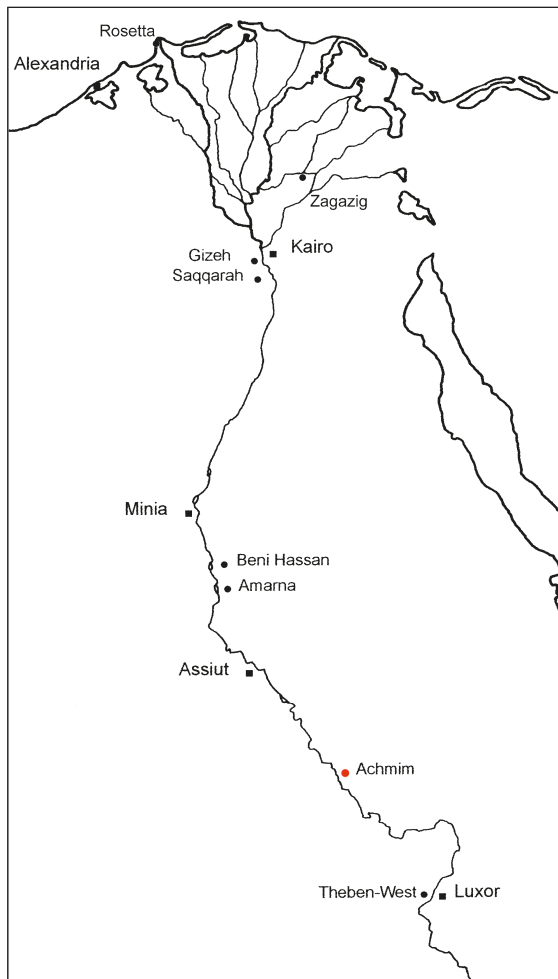 Rosetta
Alexandria
Zagazig
Kairo
Gizeh
Saqqarah
Minia
Beni Hassan
Amarna
Assiut
Achmim
Theben-West
Luxor